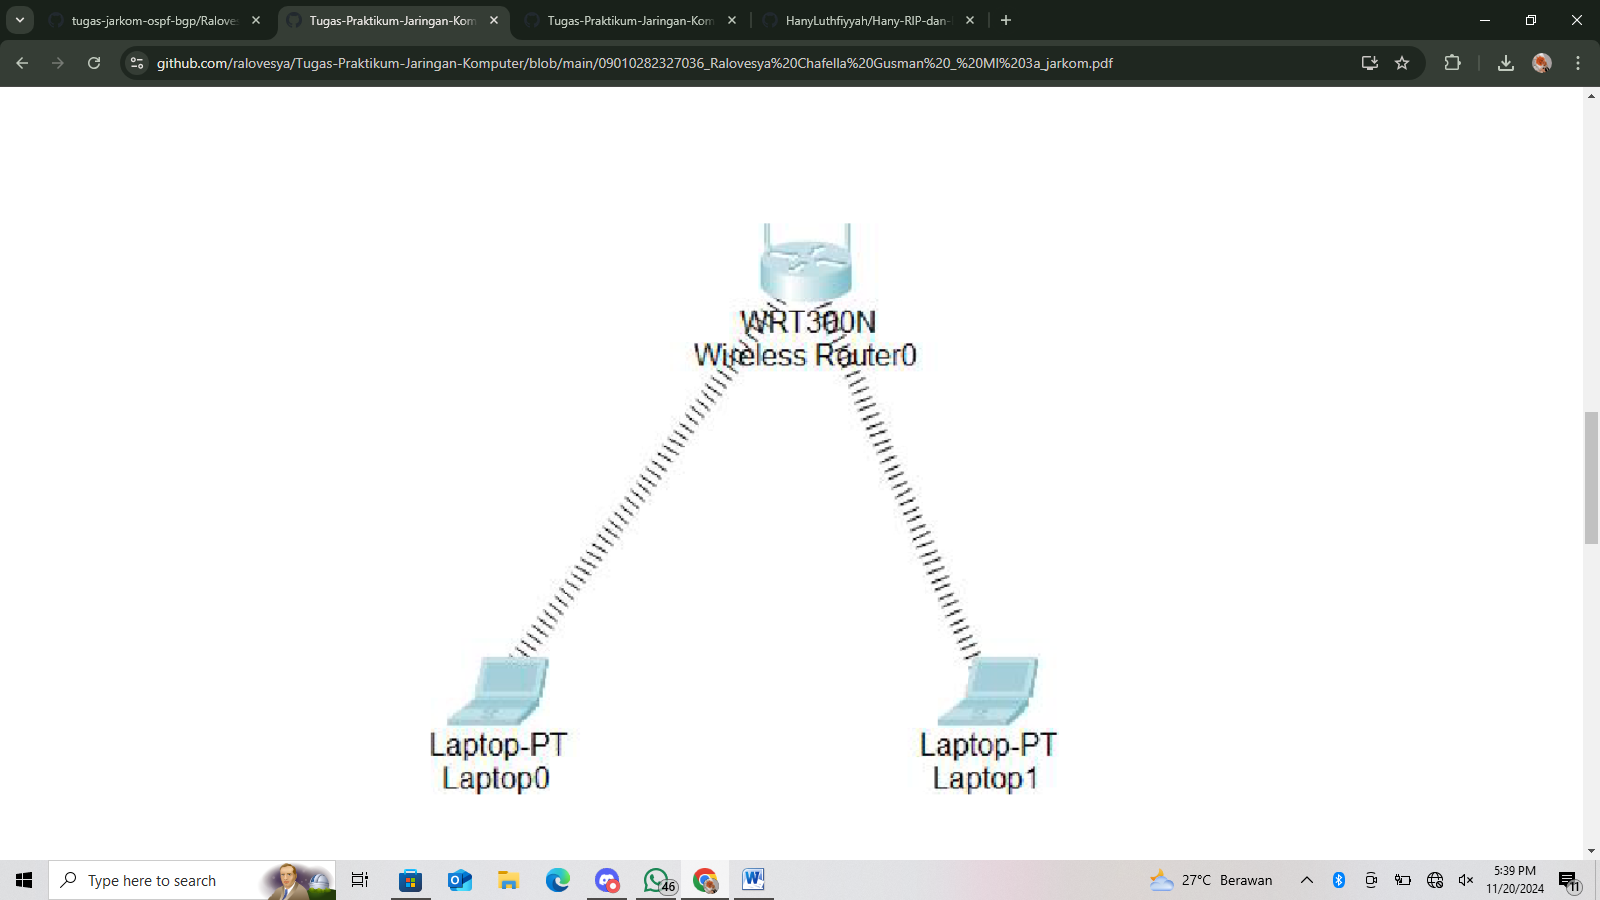 tugas-jarkom-ospf-bgp/Raloves
Tugas-Praktikum-Jaringan-Kom
Tugas-Praktikum-Jaringan-Kom
HanyLuthfiyyah/Hany-RIP-dan-
github.com/ralovesya/Tugas-Praktikum-Jaringan-Komputer/blob/main/09010282327036_Ralovesya%20Chafella%20Gusman%20_%20MI%203a_jarkom.pdf
WRT300N
Wireless Router0
Laptop-PT
Laptop0
Laptop-PT
Laptop1
Type here to search
46
27°C Berawan
5:39 PM
11/20/2024
11